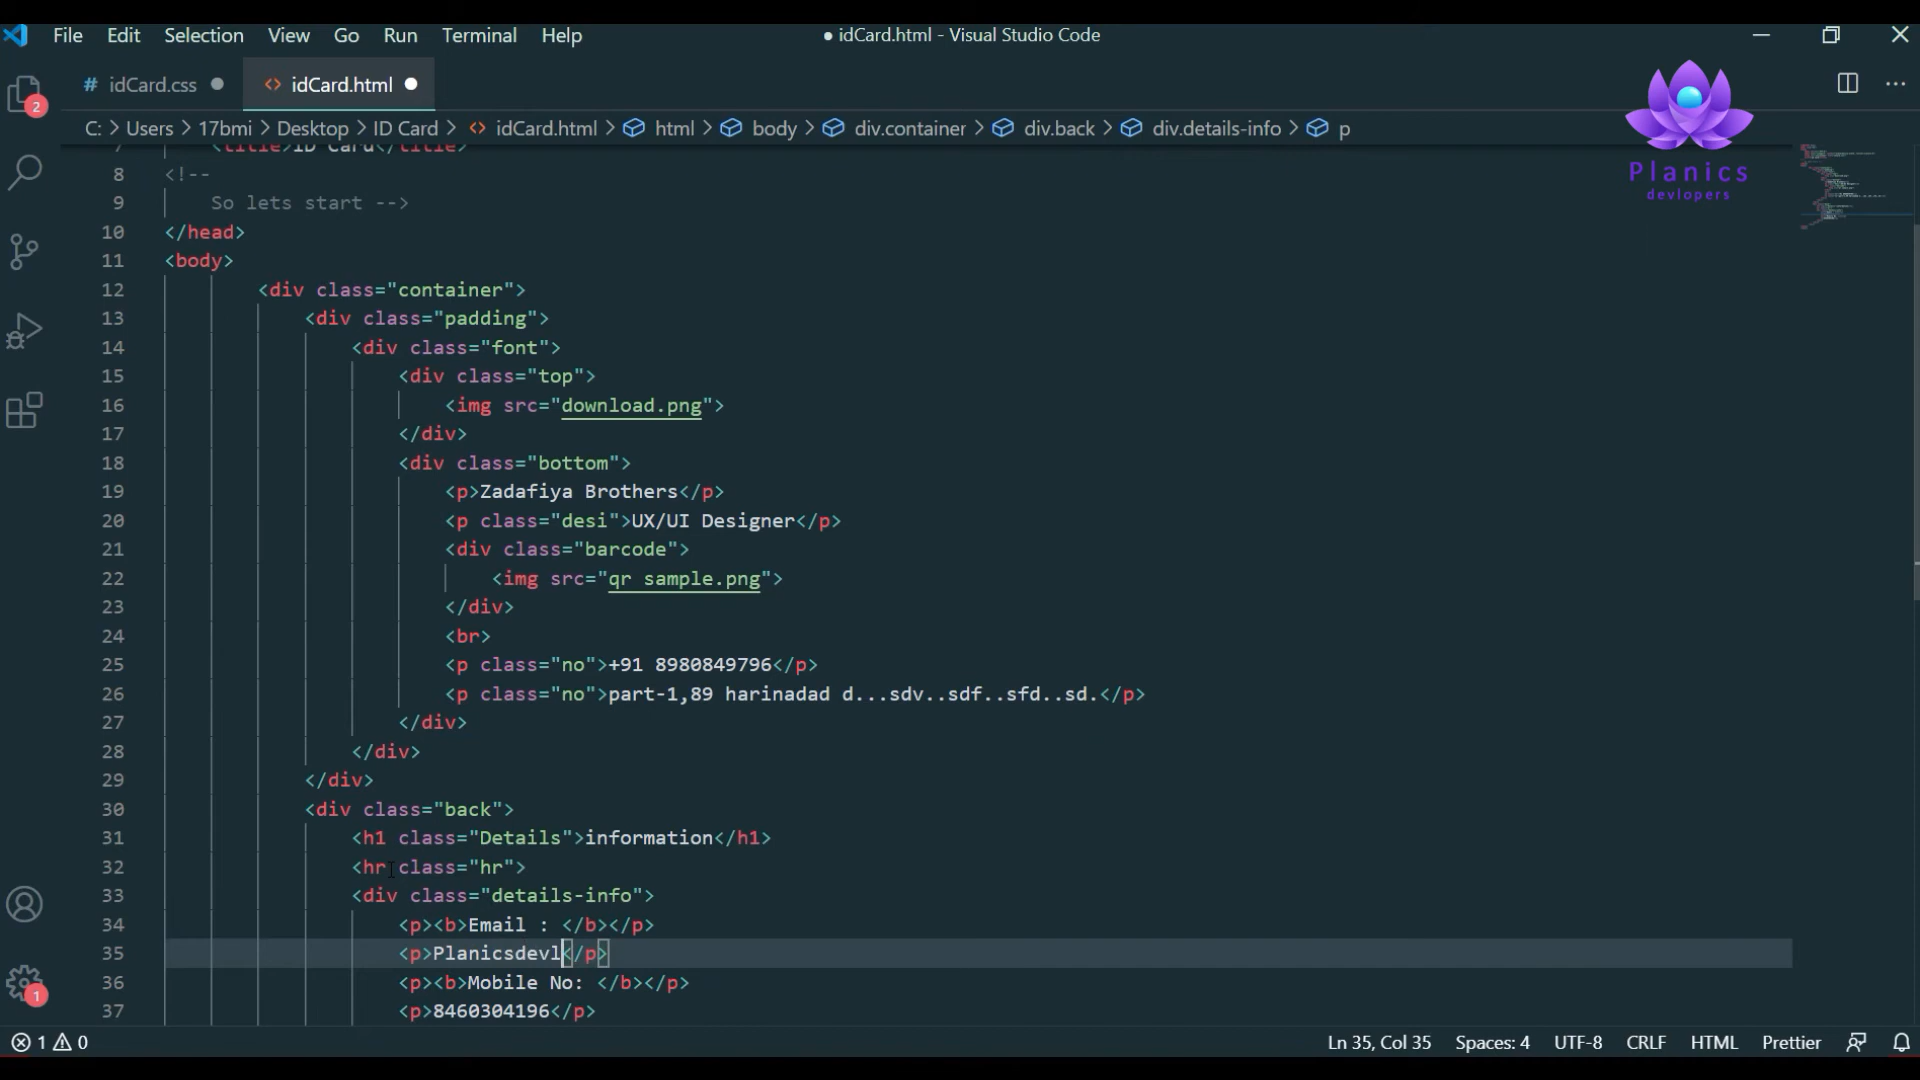 File Edit Selection View Go Run Terminal Help
● idCard.html - Visual Studio Code
# idCard.css ●
<> idCard.html ●
2
C: > Users > 17bmi > Desktop > ID Card > <> idCard.html > html > body > div.container > div.back > div.details-info > p
Planics
devlopers
7 <title>ID Card</title>
8 <!--
9 So lets start -->
10 </head>
11 <body>
12 <div class="container">
13 <div class="padding">
14 <div class="font">
15 <div class="top">
16 <img src="download.png">
17 </div>
18 <div class="bottom">
19 <p>Zadafiya Brothers</p>
20 <p class="desi">UX/UI Designer</p>
21 <div class="barcode">
22 <img src="qr sample.png">
23 </div>
24 <br>
25 <p class="no">+91 8980849796</p>
26 <p class="no">part-1,89 harinadad d...sdv..sdf..sfd..sd.</p>
27 </div>
28 </div>
29 </div>
30 <div class="back">
31 <h1 class="Details">information</h1>
32 <hr class="hr">
33 <div class="details-info">
34 <p><b>Email : </b></p>
35 <p>Planicsdevl</p>
36 <p><b>Mobile No: </b></p>
37 <p>8460304196</p>
1
1 0
Ln 35, Col 35 Spaces: 4 UTF-8 CRLF HTML Prettier